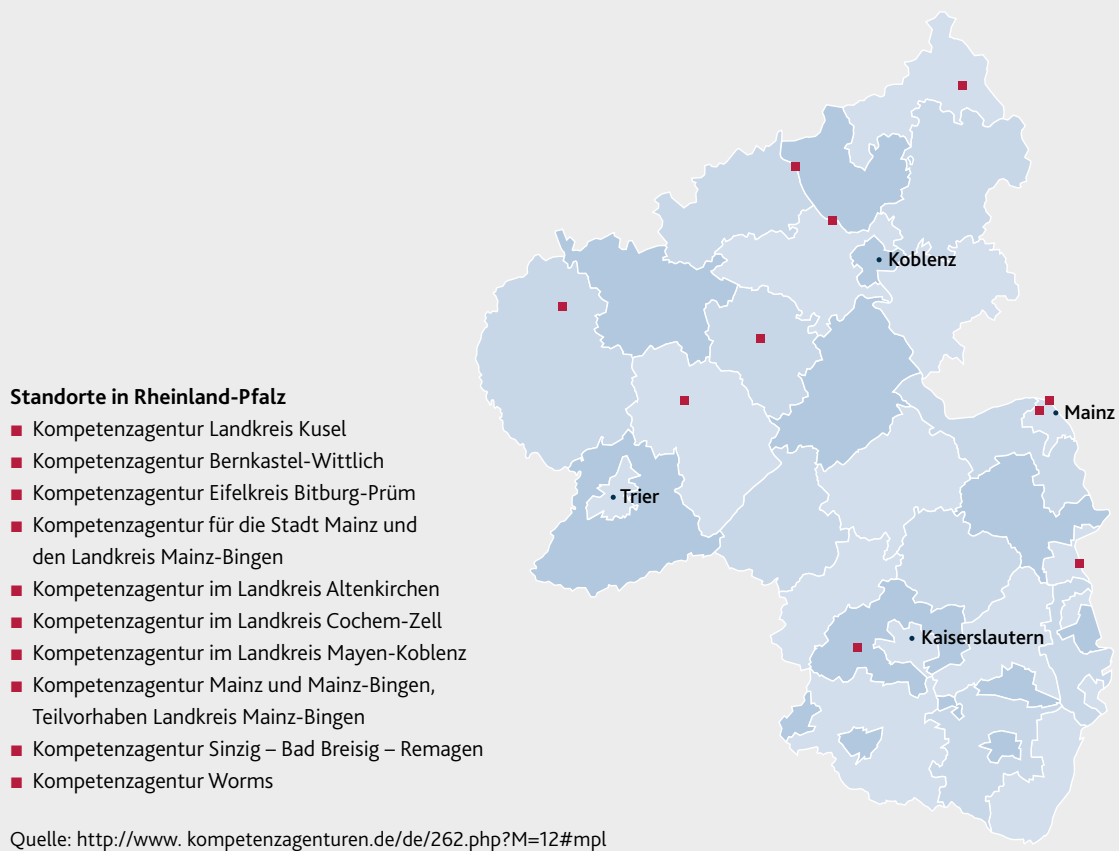 Koblenz
Mainz
Trier
Kaiserslautern
Standorte in Rheinland-Pfalz
Kompetenzagentur Landkreis Kusel
Kompetenzagentur Bernkastel-Wittlich
Kompetenzagentur Eifelkreis Bitburg-Prüm
Kompetenzagentur für die Stadt Mainz und
den Landkreis Mainz-Bingen
Kompetenzagentur im Landkreis Altenkirchen
Kompetenzagentur im Landkreis Cochem-Zell
Kompetenzagentur im Landkreis Mayen-Koblenz
Kompetenzagentur Mainz und Mainz-Bingen,
Teilvorhaben Landkreis Mainz-Bingen
Kompetenzagentur Sinzig – Bad Breisig – Remagen
Kompetenzagentur Worms
Quelle: http://www. kompetenzagenturen.de/de/262.php?M=12#mpl